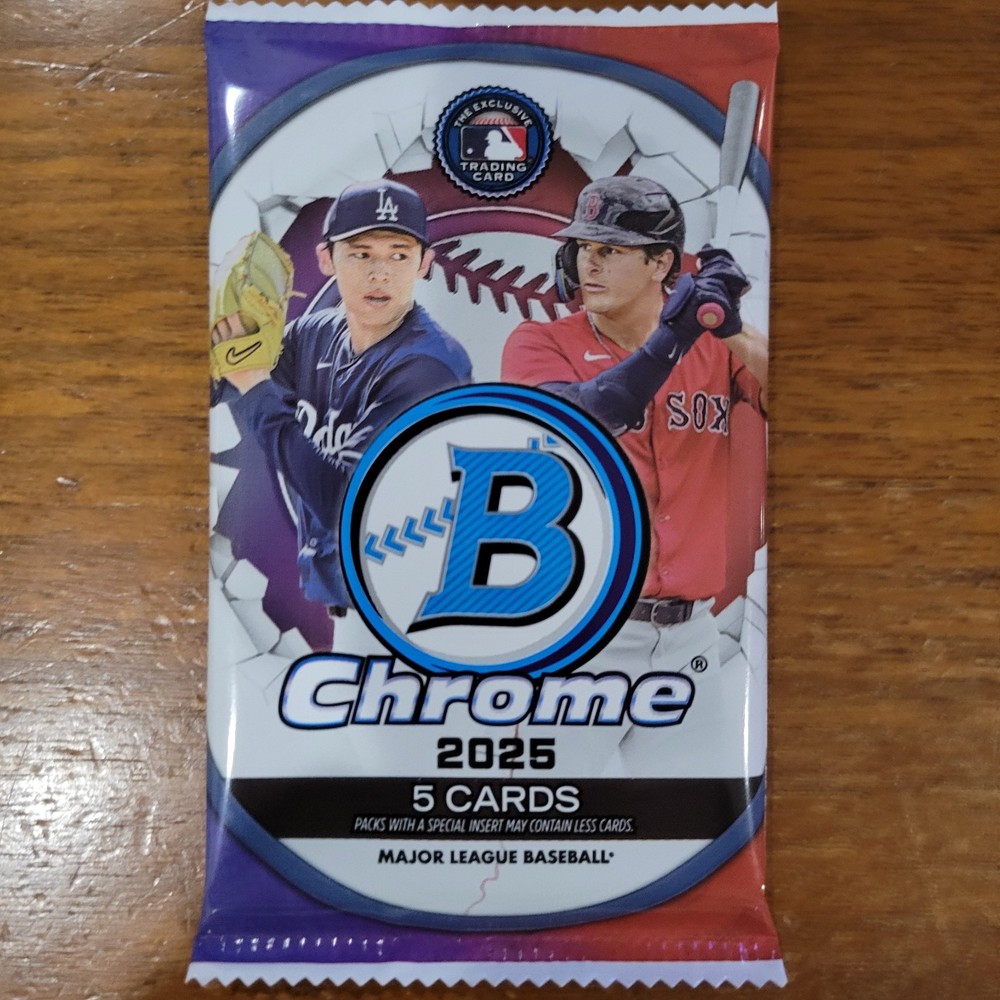 THE EXCLUSIVE
TRADING
CARD
LA
B
SOX
B
Chrome®
2025
5 CARDS
PACKS WITH A SPECIAL INSERT MAY CONTAIN LESS CARDS.
MAJOR LEAGUE BASEBALL